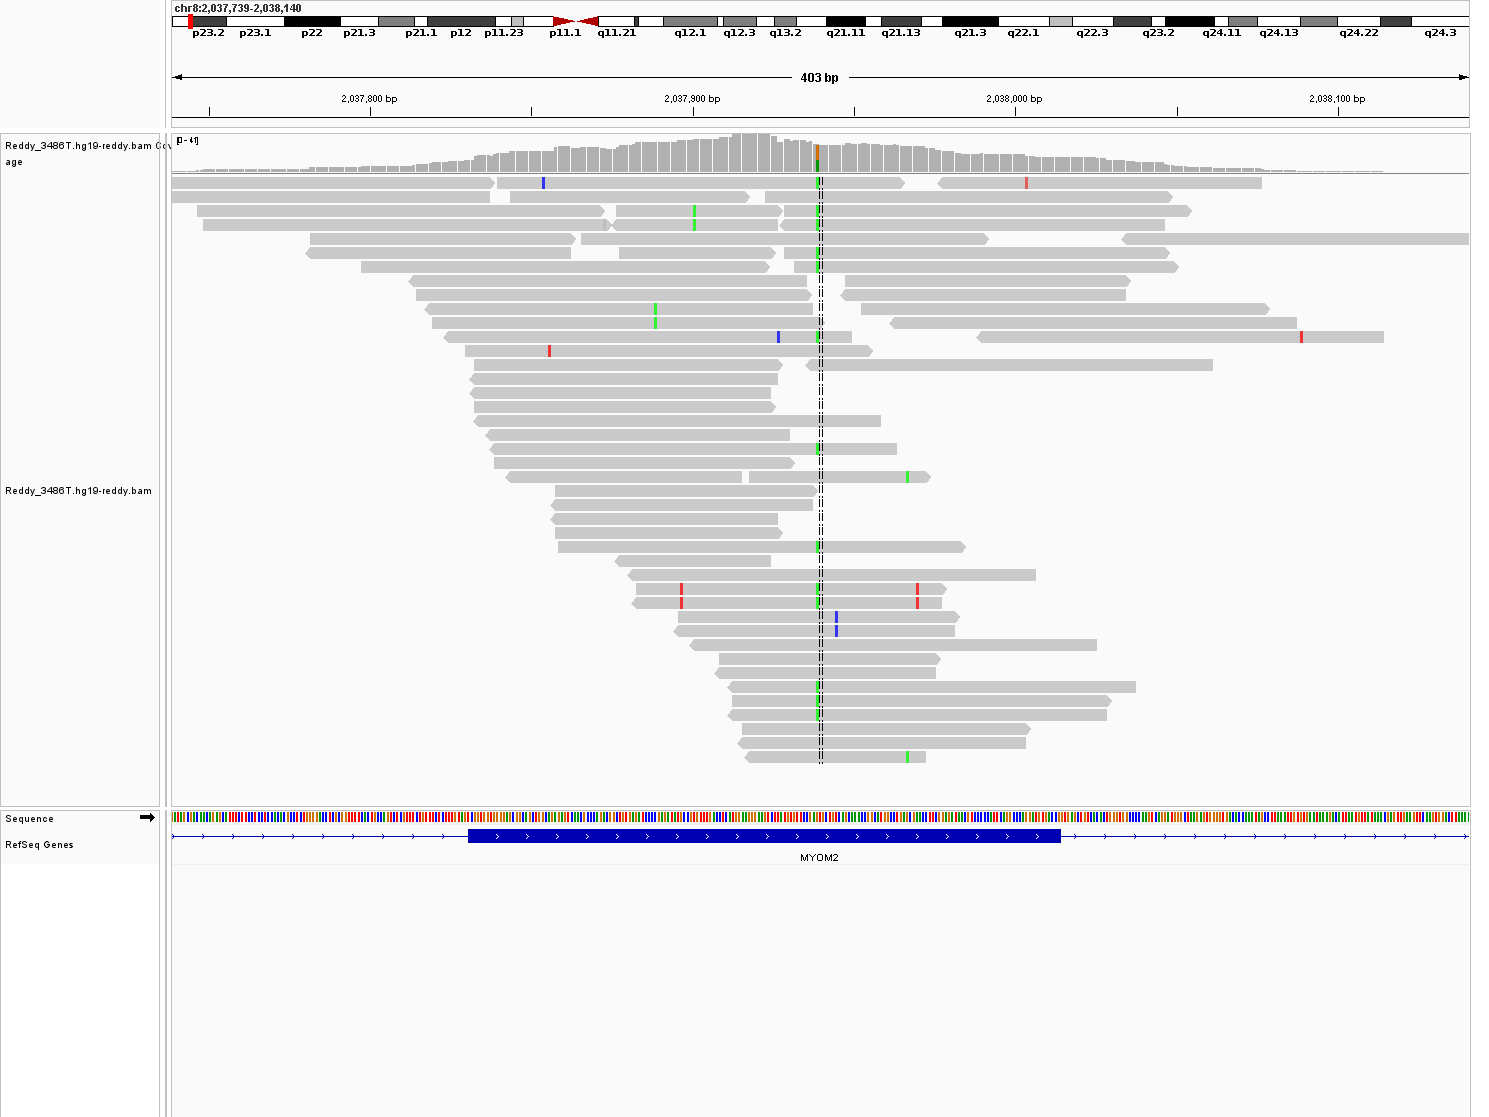 chr8:2,037,739-2,038,140
p23.2 p23.1 p22 p21.3 p21.1 p12 p11.23 p11.1 q11.21 q12.1 q12.3 q13.2 q21.11 q21.13 q21.3 q22.1 q22.3 q23.2 q24.11 q24.13 q24.22 q24.3
403 bp
2,037,800 bp 2,037,900 bp 2,038,000 bp 2,038,100 bp
[0 - 41]
Reddy_3486T.hg19-reddy.bam Cov
age
Reddy_3486T.hg19-reddy.bam
Sequence
RefSeq Genes
MYOM2